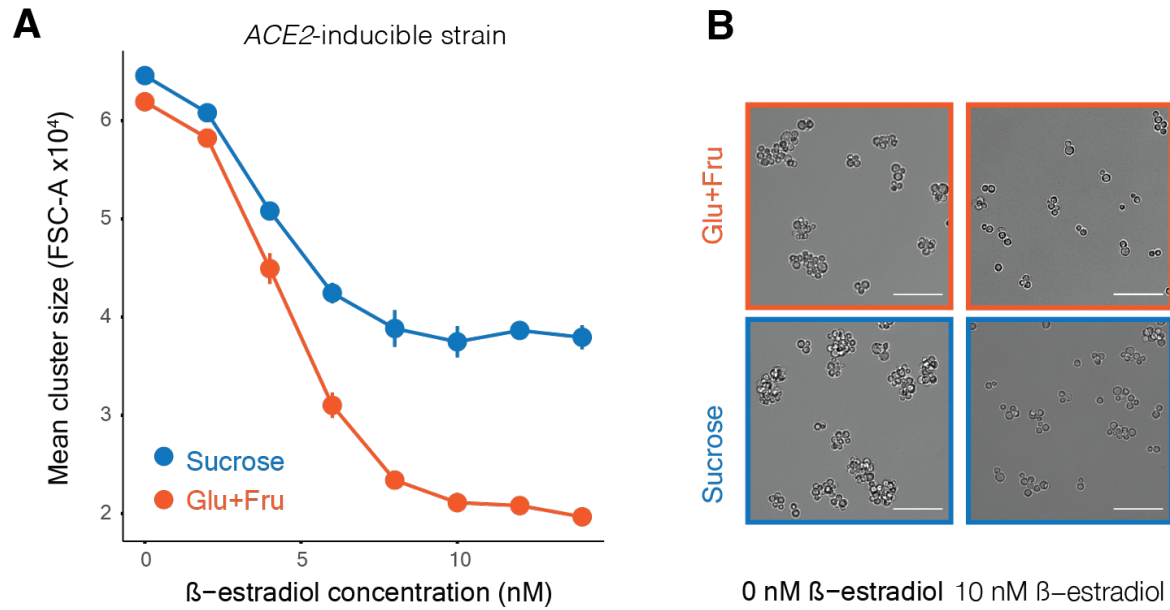 A
ACE2-inducible strain
Mean cluster size (FSC-A x10⁴)
6
5
4
3
2
Sucrose
Glu+Fru
0
5
10
ß-estradiol concentration (nM)
B
Glu+Fru
Sucrose
0 nM ß-estradiol 10 nM ß-estradiol